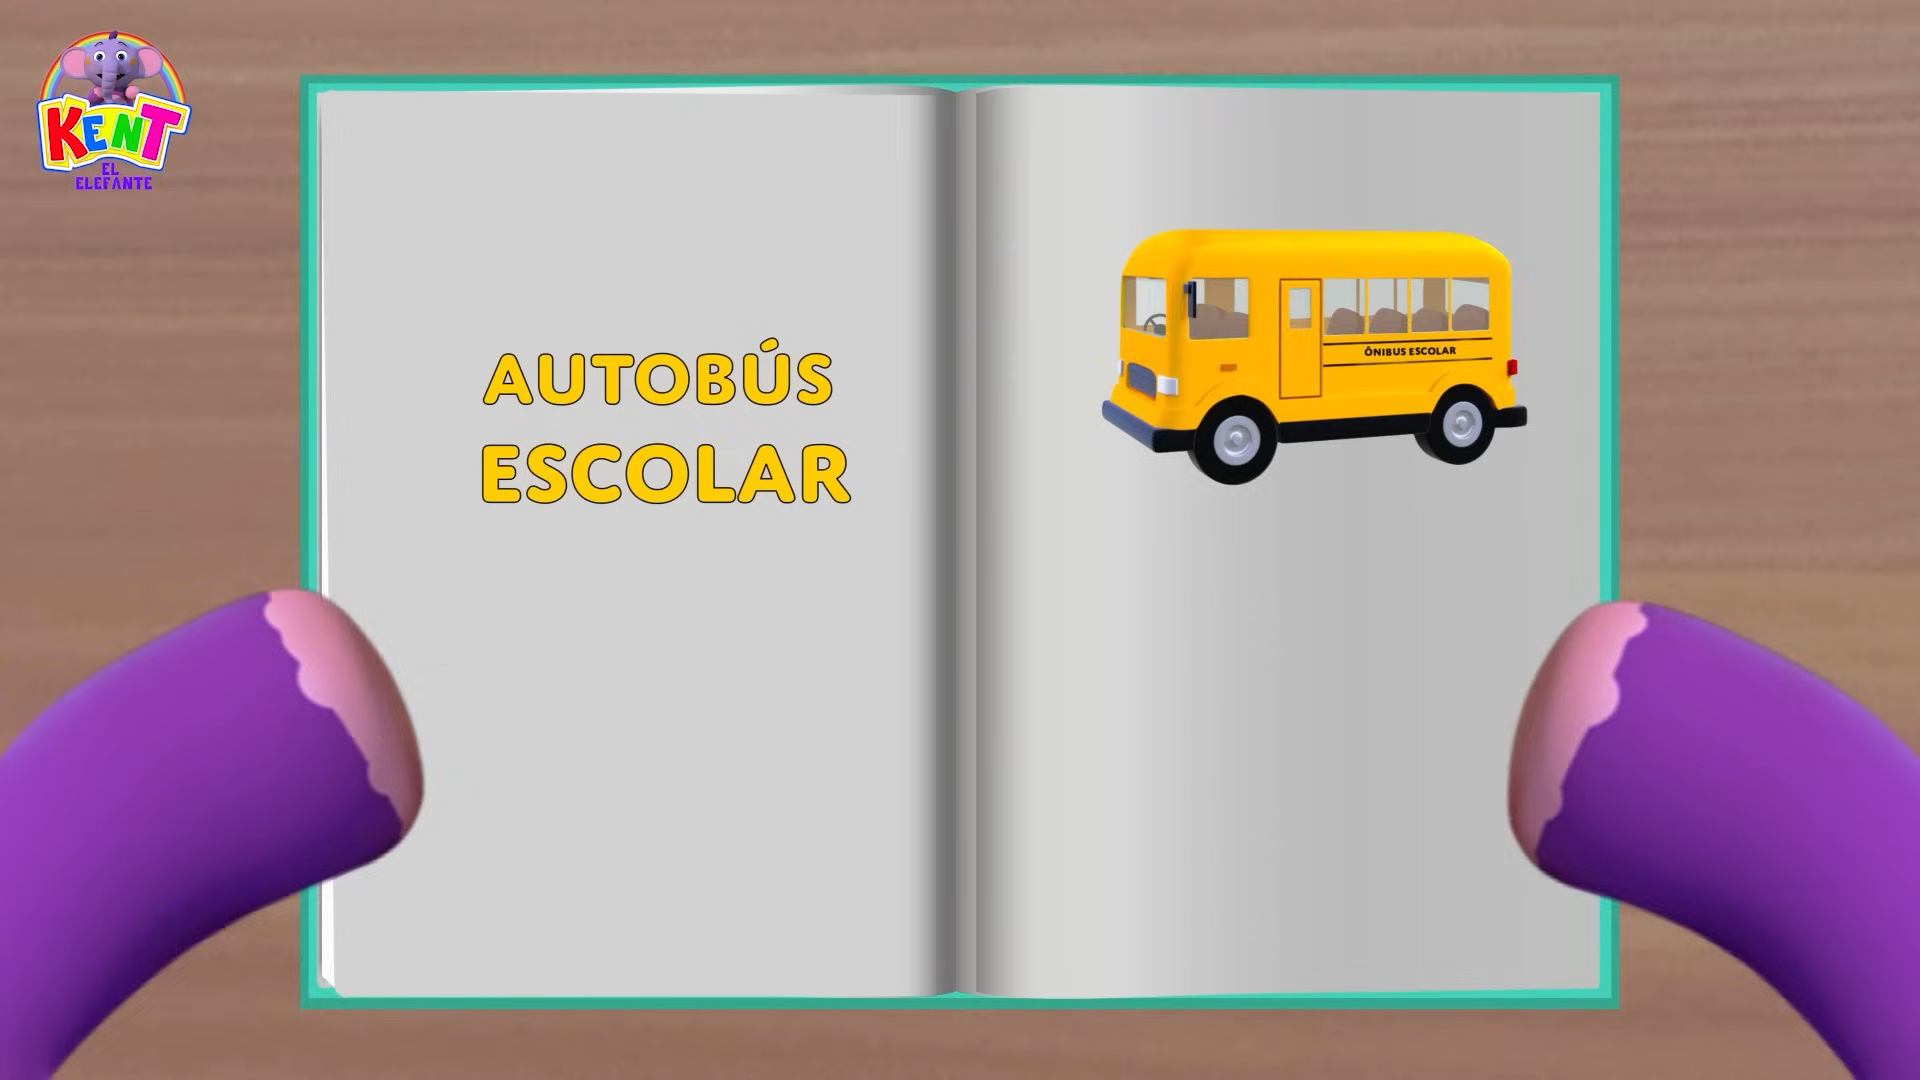 KENT
EL
ELEFANTE
AUTOBÚS
ESCOLAR
ÔNIBUS ESCOLAR